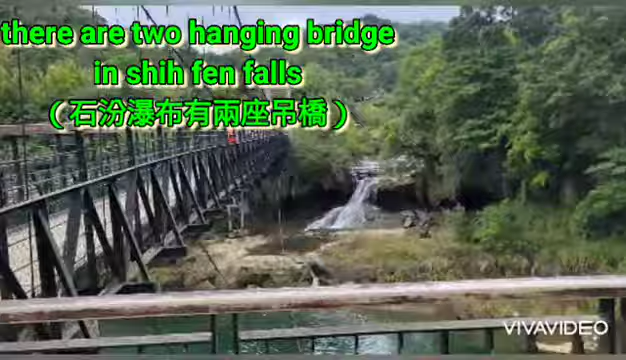 there are two hanging bridge
in shih fen falls
（石汾瀑布有兩座吊橋）
VIVAVIDEO